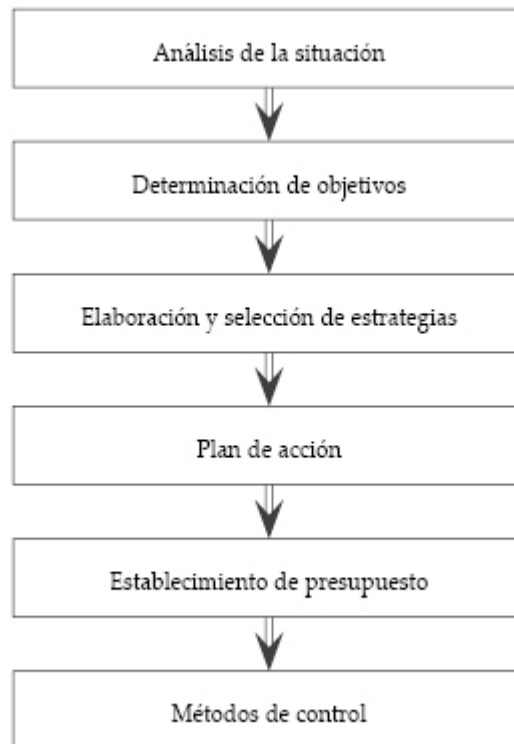 Análisis de la situación
Determinación de objetivos
Elaboración y selección de estrategias
Plan de acción
Establecimiento de presupuesto
Métodos de control